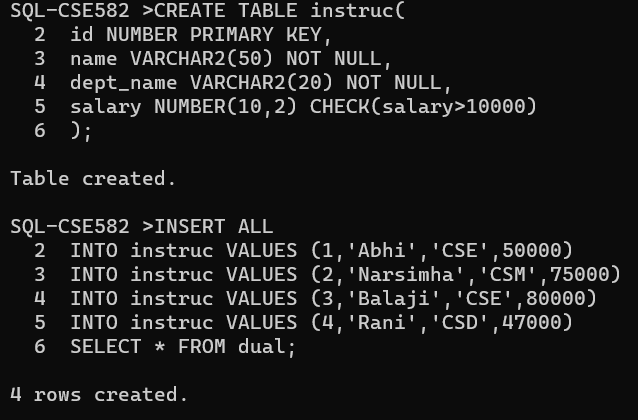 SQL-CSE582 >CREATE TABLE instruc(
  2  id NUMBER PRIMARY KEY,
  3  name VARCHAR2(50) NOT NULL,
  4  dept_name VARCHAR2(20) NOT NULL,
  5  salary NUMBER(10,2) CHECK(salary>10000)
  6  );

Table created.

SQL-CSE582 >INSERT ALL
  2  INTO instruc VALUES (1,'Abhi','CSE',50000)
  3  INTO instruc VALUES (2,'Narsimha','CSM',75000)
  4  INTO instruc VALUES (3,'Balaji','CSE',80000)
  5  INTO instruc VALUES (4,'Rani','CSD',47000)
  6  SELECT * FROM dual;

4 rows created.